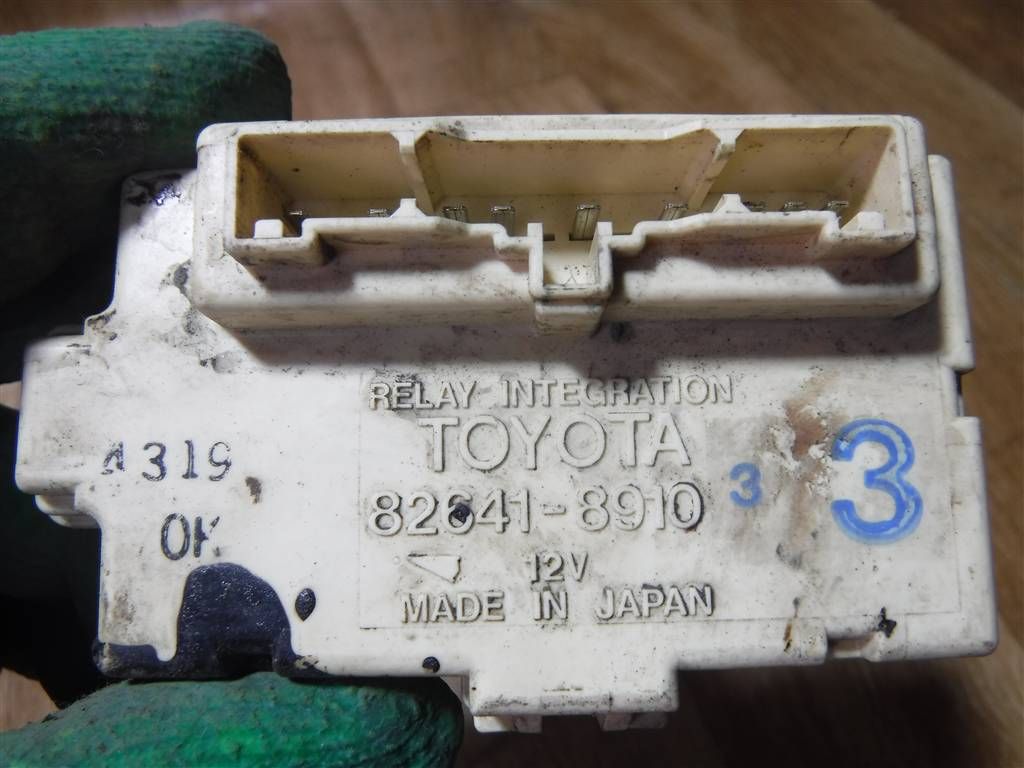 RELAY INTEGRATION
TOYOTA
82641-8910
12V
MADE IN JAPAN
A319
OK
3
3